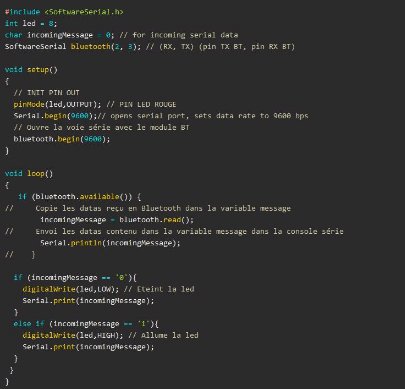 #include <SoftwareSerial.h>
int led = 8;
char incomingMessage = 0; // for incoming serial data
SoftwareSerial bluetooth(2, 3); // (RX, TX) (pin TX BT, pin RX BT)

void setup()
{
  // INIT PIN OUT
  pinMode(led,OUTPUT); // PIN LED ROUGE
  Serial.begin(9600);// opens serial port, sets data rate to 9600 bps
  // Ouvre la voie série avec le module BT
  bluetooth.begin(9600);
}

void loop()
{
   if (bluetooth.available()) {
//     Copie les datas reçu en Bluetooth dans la variable message
        incomingMessage = bluetooth.read();
//     Envoi les datas contenu dans la variable message dans la console série
        Serial.println(incomingMessage);
//    }

  if (incomingMessage == '0'){
    digitalWrite(led,LOW); // Eteint la led
    Serial.print(incomingMessage);
  }
  else if (incomingMessage == '1'){
    digitalWrite(led,HIGH); // Allume la led
    Serial.print(incomingMessage);
  }
 }
}